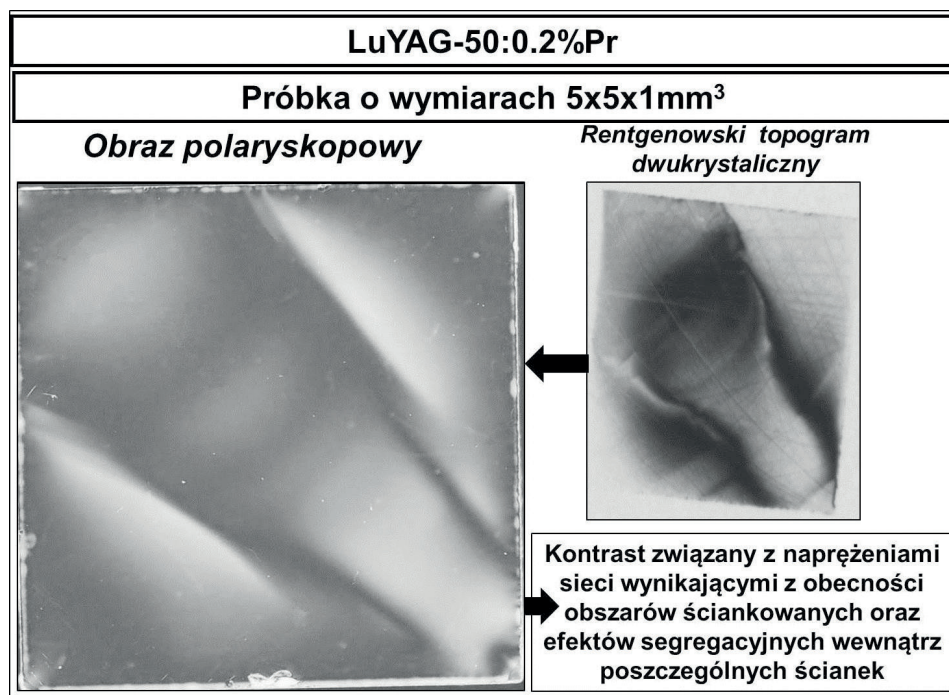 LuYAG-50:0.2%Pr
Próbka o wymiarach 5x5x1mm³
Obraz polaryskopowy
Rentgenowski topogram
dwukrystaliczny
Kontrast związany z naprężeniami
sieci wynikającymi z obecności
obszarów ściankowanych oraz
efektów segregacyjnych wewnątrz
poszczególnych ścianek